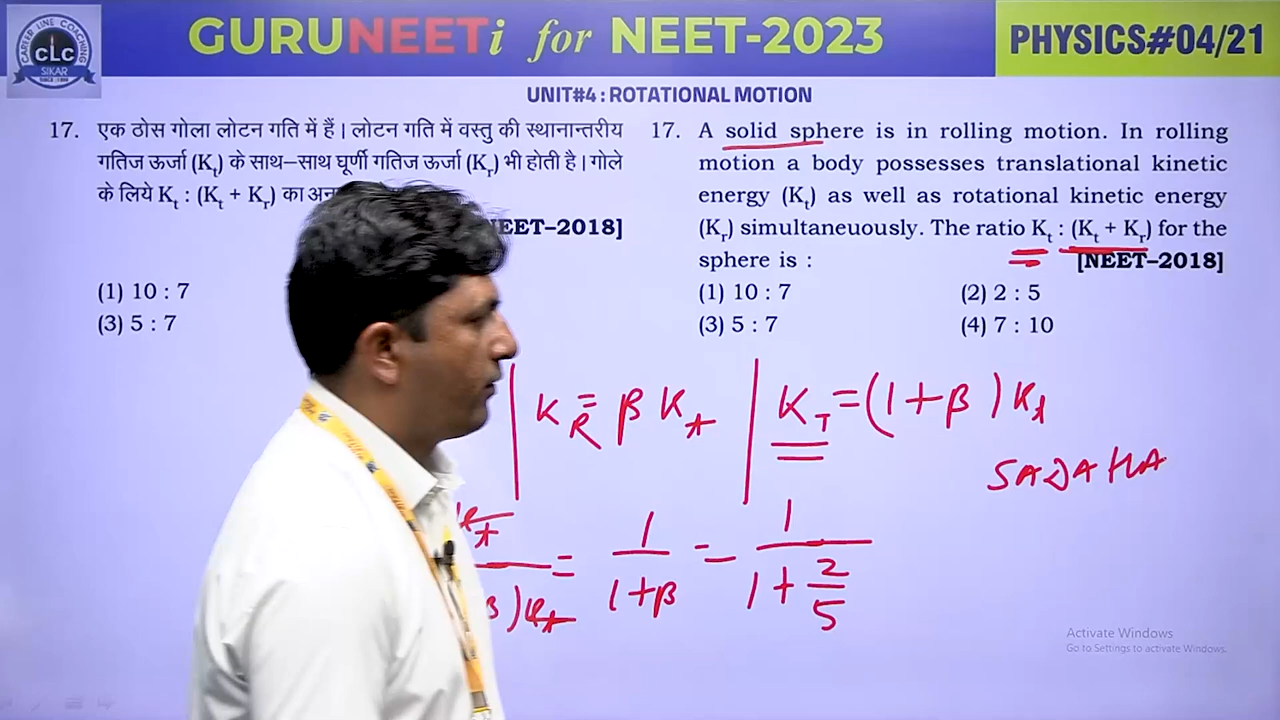 CAREER LINE COACHING
CLC
SIKAR
SINCE : 1996
GURUNEETi for NEET-2023
PHYSICS#04/21
UNIT#4 : ROTATIONAL MOTION
17. एक ठोस गोला लोटन गति में हैं। लोटन गति में वस्तु की स्थानान्तरीय
गतिज ऊर्जा (Kt) के साथ–साथ घूर्णी गतिज ऊर्जा (Kr) भी होती है। गोले
के लिये Kt : (Kt + Kr) का
EET–2018]
(1) 10 : 7
(3) 5 : 7
17. A solid sphere is in rolling motion. In rolling
motion a body possesses translational kinetic
energy (Kt) as well as rotational kinetic energy
(Kr) simultaneuously. The ratio Kt : (Kt + Kr) for the
sphere is : [NEET–2018]
(1) 10 : 7 (2) 2 : 5
(3) 5 : 7 (4) 7 : 10
KR = β Kt
KT = (1+β) Kt
= 1/(1+β) = 1/(1+2/5)
Activate Windows
Go to Settings to activate Windows.